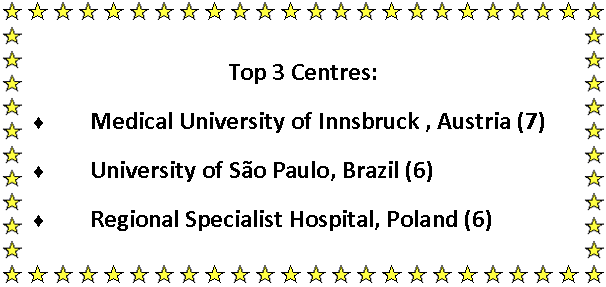 Top 3 Centres:
♦ Medical University of Innsbruck , Austria (7)
♦ University of São Paulo, Brazil (6)
♦ Regional Specialist Hospital, Poland (6)